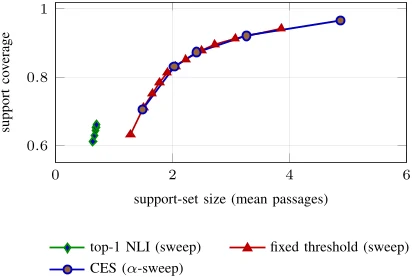 support coverage
1
0.8
0.6
0 2 4 6
support-set size (mean passages)
top-1 NLI (sweep) fixed threshold (sweep)
CES (α-sweep)